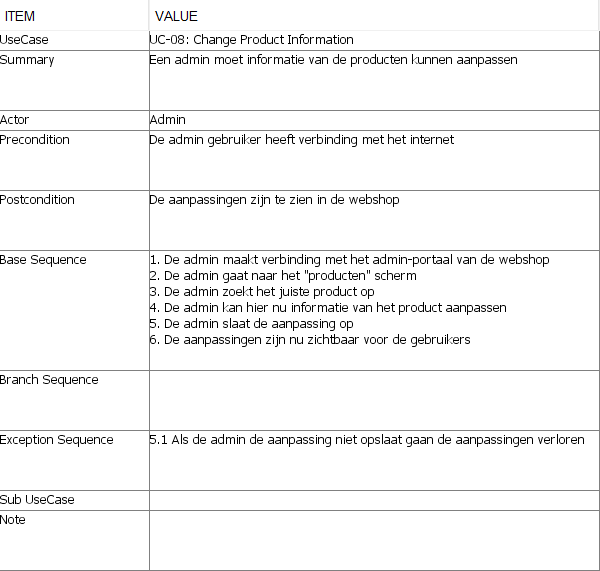 ITEM VALUE
UseCase UC-08: Change Product Information
Summary Een admin moet informatie van de producten kunnen aanpassen
Actor Admin
Precondition De admin gebruiker heeft verbinding met het internet
Postcondition De aanpassingen zijn te zien in de webshop
Base Sequence 1. De admin maakt verbinding met het admin-portaal van de webshop
2. De admin gaat naar het "producten" scherm
3. De admin zoekt het juiste product op
4. De admin kan hier nu informatie van het product aanpassen
5. De admin slaat de aanpassing op
6. De aanpassingen zijn nu zichtbaar voor de gebruikers
Branch Sequence
Exception Sequence 5.1 Als de admin de aanpassing niet opslaat gaan de aanpassingen verloren
Sub UseCase
Note